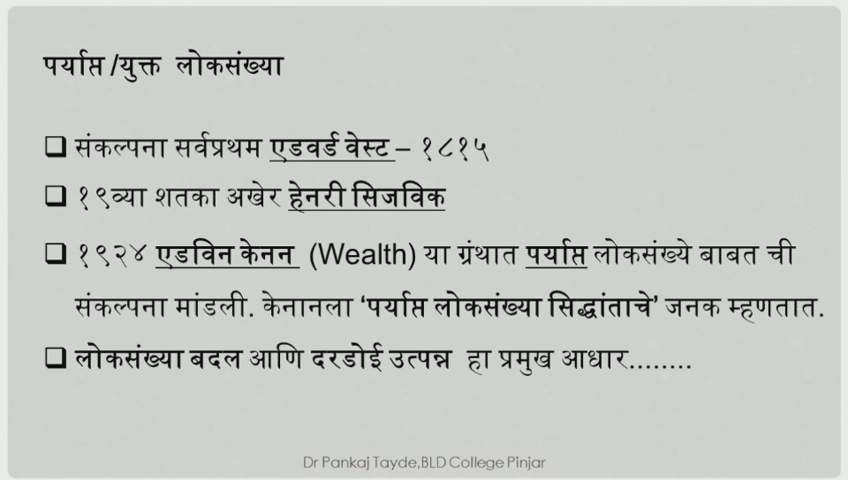 पर्याप्त /युक्त लोकसंख्या
❑ संकल्पना सर्वप्रथम एडवर्ड वेस्ट – १८१५
❑ १९व्या शतका अखेर हेनरी सिजविक
❑ १९२४ एडविन केनन (Wealth) या ग्रंथात पर्याप्त लोकसंख्ये बाबत ची
संकल्पना मांडली. केनानला ‘पर्याप्त लोकसंख्या सिद्धांताचे’ जनक म्हणतात.
❑ लोकसंख्या बदल आणि दरडोई उत्पन्न हा प्रमुख आधार........
Dr Pankaj Tayde,BLD College Pinjar